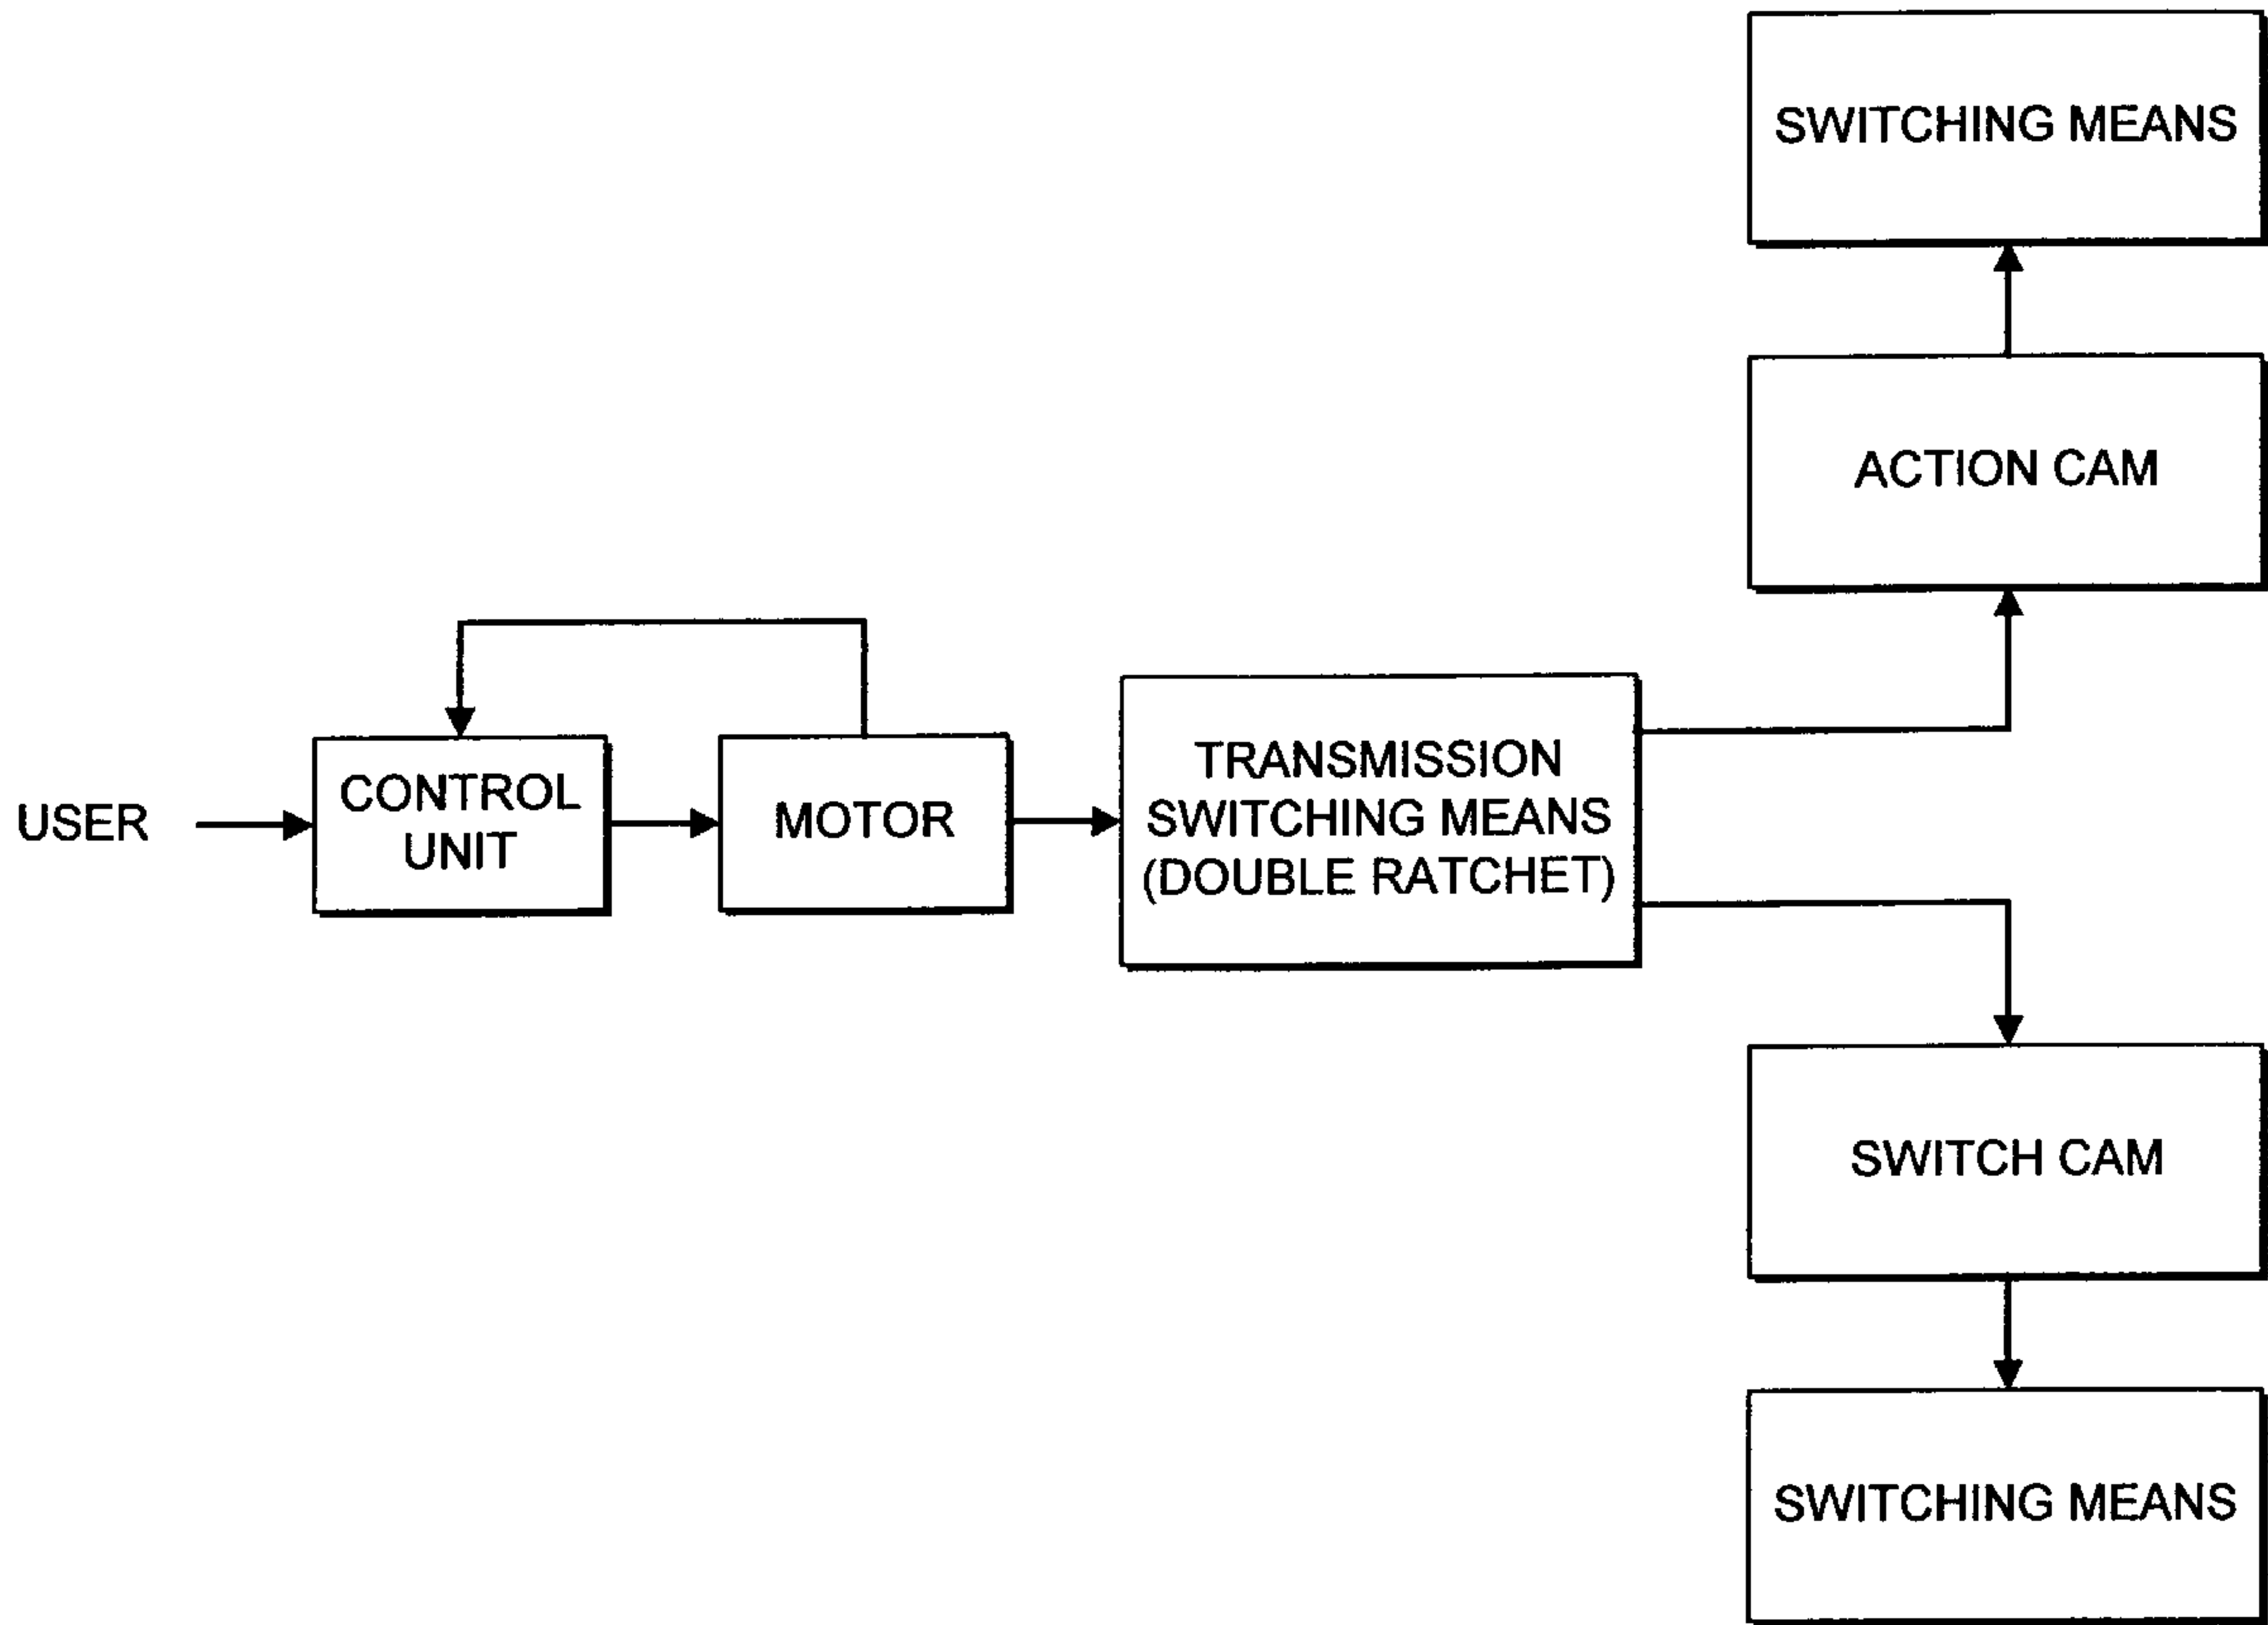 SWITCHING MEANS
ACTION CAM
USER
CONTROL
UNIT
MOTOR
TRANSMISSION
SWITCHING MEANS
(DOUBLE RATCHET)
SWITCH CAM
SWITCHING MEANS